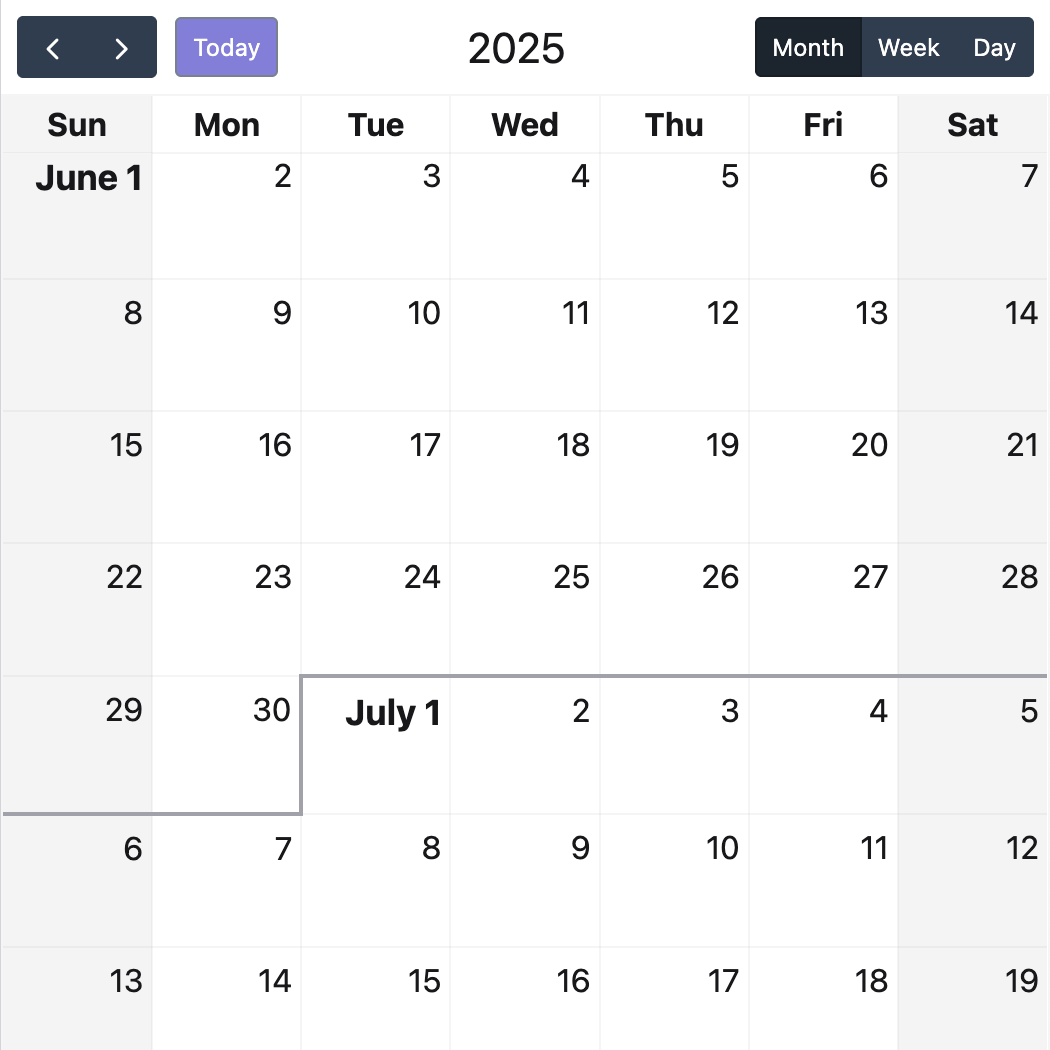 Today 2025 Month Week Day
Sun Mon Tue Wed Thu Fri Sat
June 1 2 3 4 5 6 7
8 9 10 11 12 13 14
15 16 17 18 19 20 21
22 23 24 25 26 27 28
29 30 July 1 2 3 4 5
6 7 8 9 10 11 12
13 14 15 16 17 18 19